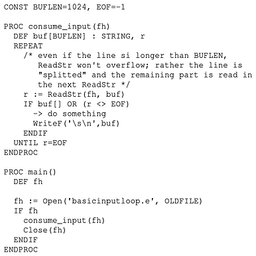 CONST BUFLEN=1024, EOF=-1
PROC consume_input(fh)
DEF buf[BUFLEN] : STRING, r
REPEAT
/* even if the line si longer than BUFLEN,
ReadStr won't overflow; rather the line is
"splitted" and the remaining part is read in
the next ReadStr */
r := ReadStr(fh, buf)
IF buf[] OR (r <> EOF)
-> do something
WriteF('\s\n',buf)
ENDIF
UNTIL r=EOF
ENDPROC
PROC main()
DEF fh
fh := Open('basicinputloop.e', OLDFILE)
IF fh
consume_input(fh)
Close(fh)
ENDIF
ENDPROC